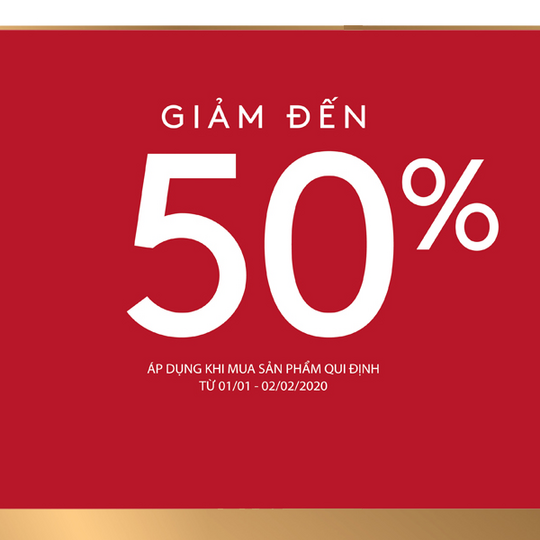 GIẢM ĐẾN
50%
ÁP DỤNG KHI MUA SẢN PHẨM QUI ĐỊNH
TỪ 01/01 - 02/02/2020